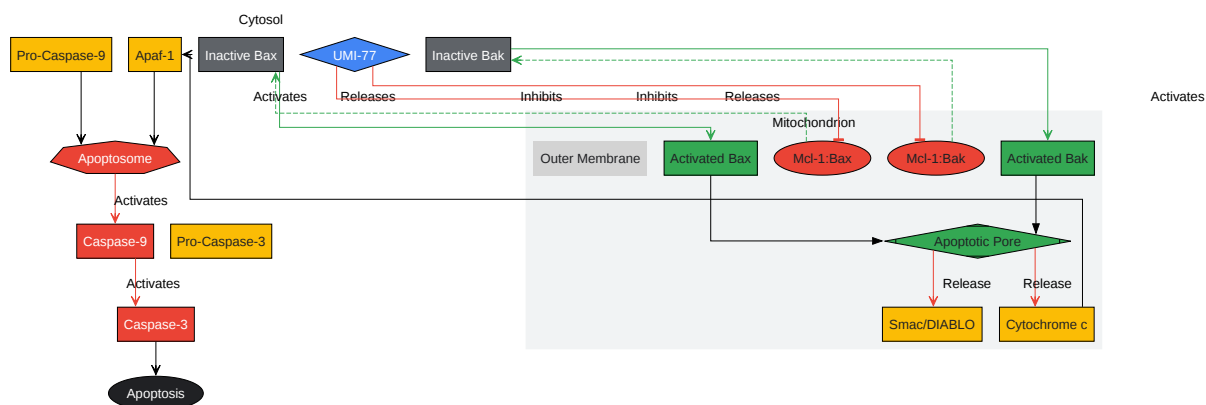 Cytosol
Pro-Caspase-9
Apaf-1
Inactive Bax
UMI-77
Inactive Bak
Activates
Releases
Inhibits
Inhibits
Releases
Activates
Mitochondrion
Apoptosome
Outer Membrane
Activated Bax
Mcl-1:Bax
Mcl-1:Bak
Activated Bak
Activates
Caspase-9
Pro-Caspase-3
Apoptotic Pore
Activates
Release
Release
Caspase-3
Smac/DIABLO
Cytochrome c
Apoptosis